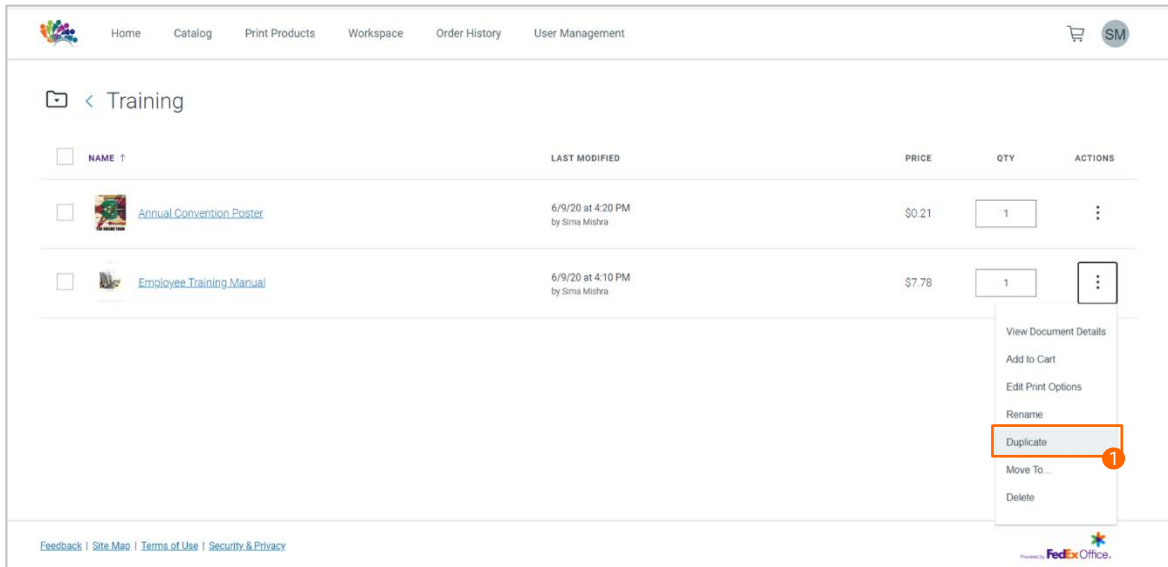 Home Catalog Print Products Workspace Order History User Management SM
< Training
NAME ↑ LAST MODIFIED PRICE QTY ACTIONS
Annual Convention Poster 6/9/20 at 4:20 PM $0.21 1
by Sima Mishra
Employee Training Manual 6/9/20 at 4:10 PM $7.78 1
by Sima Mishra
View Document Details
Add to Cart
Edit Print Options
Rename
Duplicate
1
Move To...
Delete
Feedback | Site Map | Terms of Use | Security & Privacy
Powered by FedEx Office.